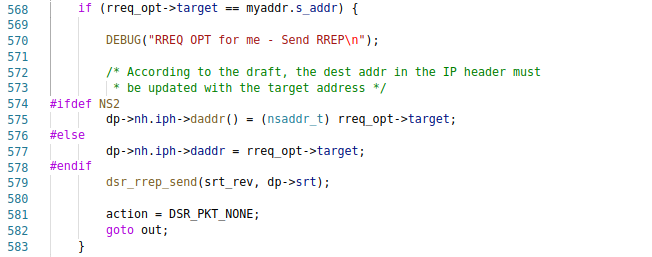 568 if (rreq_opt->target == myaddr.s_addr) {
569
570 DEBUG("RREQ OPT for me - Send RREP\n");
571
572 /* According to the draft, the dest addr in the IP header must
573 * be updated with the target address */
574 #ifdef NS2
575 dp->nh.iph->daddr() = (nsaddr_t) rreq_opt->target;
576 #else
577 dp->nh.iph->daddr = rreq_opt->target;
578 #endif
579 dsr_rrep_send(srt_rev, dp->srt);
580
581 action = DSR_PKT_NONE;
582 goto out;
583 }